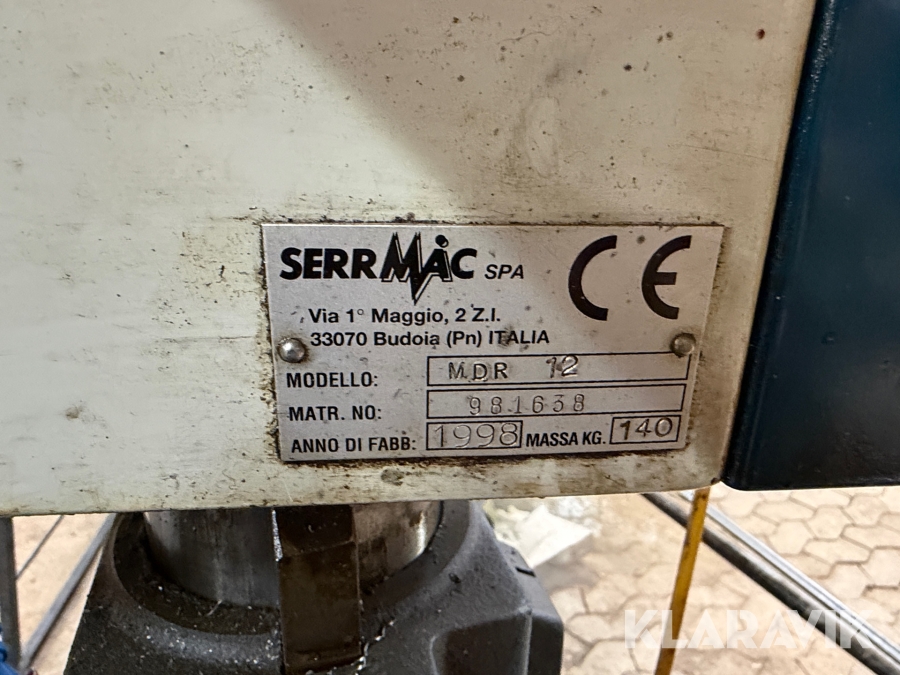 SERRMAC SPA
CE
Via 1° Maggio, 2 Z.I.
33070 Budoia (Pn) ITALIA
MODELLO: MDR 12
MATR. NO: 981638
ANNO DI FABB: 1998 MASSA KG. 140
KLARAVIK